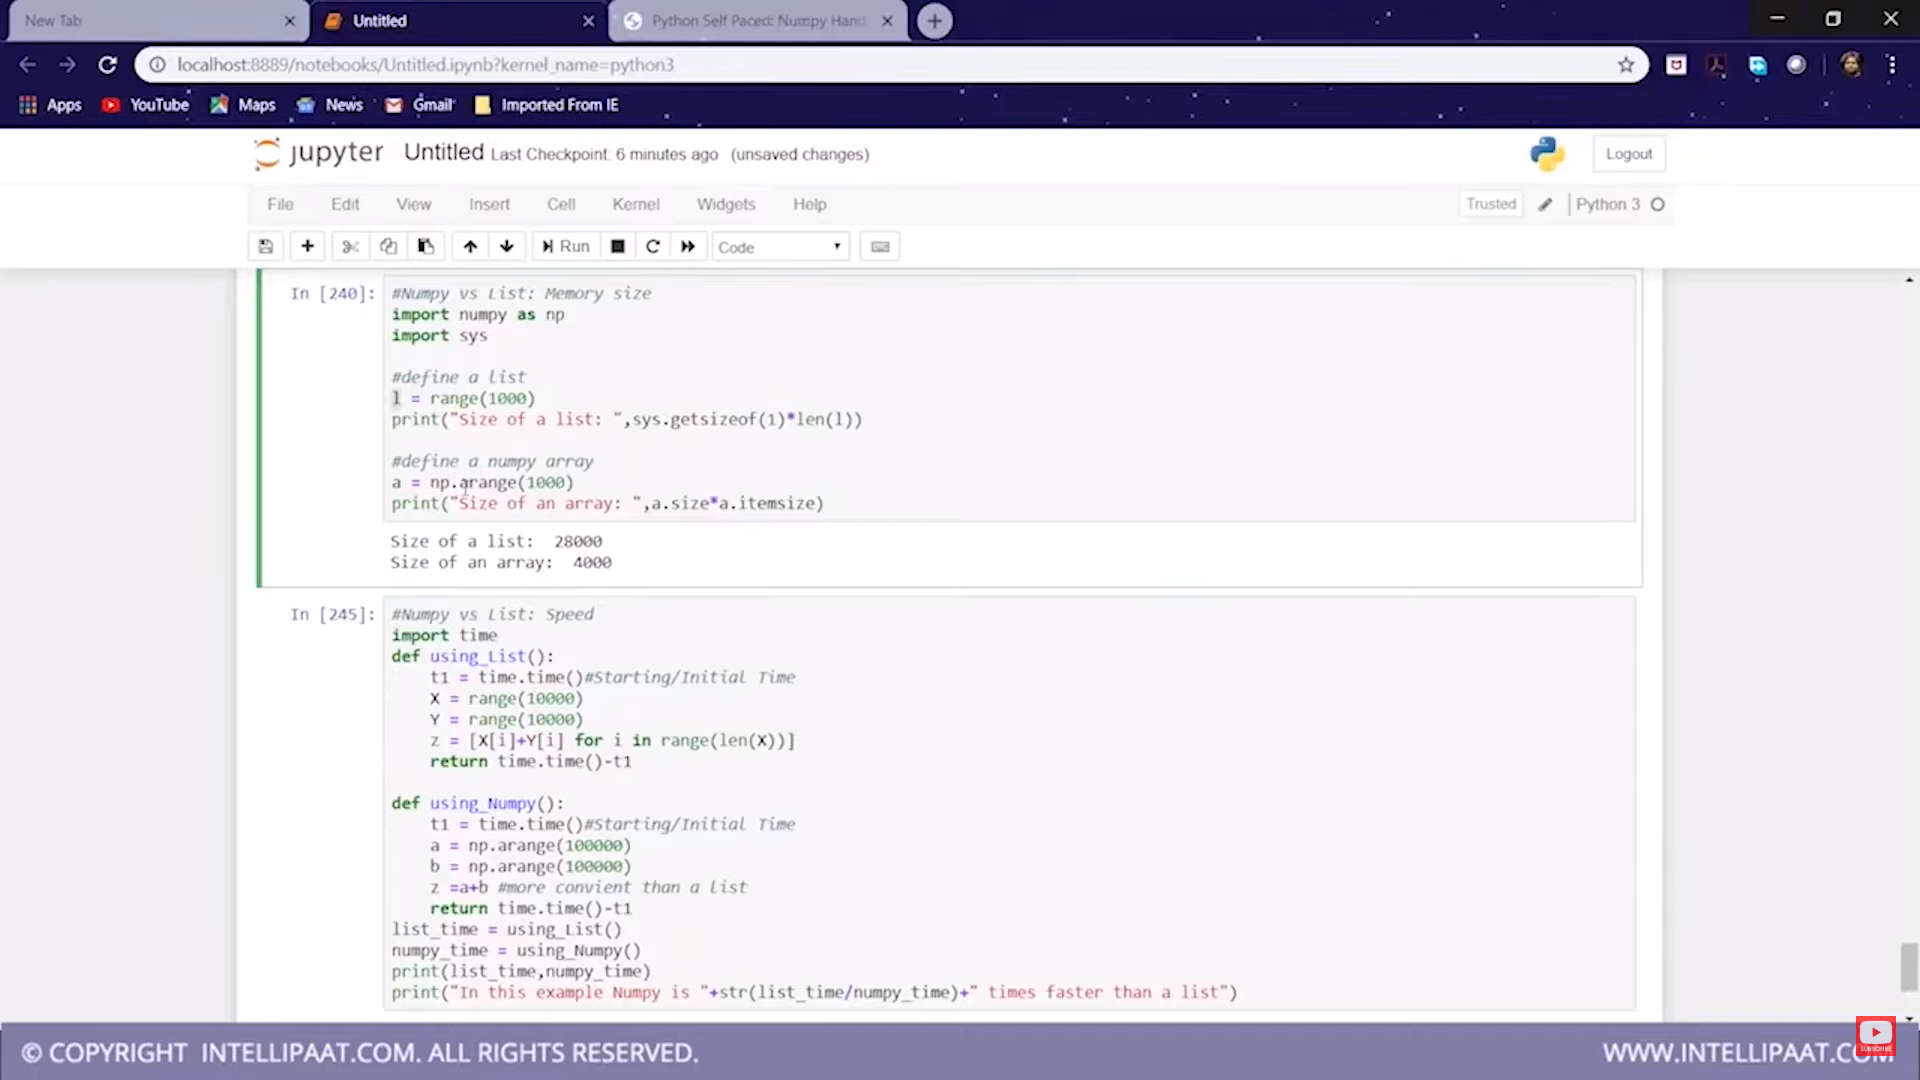 New Tab
Untitled
Python Self Paced: Numpy Hand
localhost:8889/notebooks/Untitled.ipynb?kernel_name=python3
Apps YouTube Maps News Gmail Imported From IE
jupyter Untitled Last Checkpoint: 6 minutes ago (unsaved changes)
Logout
File Edit View Insert Cell Kernel Widgets Help
Trusted Python 3
Run Code
In [240]: #Numpy vs List: Memory size
import numpy as np
import sys
#define a list
l = range(1000)
print("Size of a list: ",sys.getsizeof(1)*len(l))
#define a numpy array
a = np.arange(1000)
print("Size of an array: ",a.size*a.itemsize)
Size of a list:  28000
Size of an array:  4000
In [245]: #Numpy vs List: Speed
import time
def using_List():
    t1 = time.time()#Starting/Initial Time
    X = range(10000)
    Y = range(10000)
    z = [X[i]+Y[i] for i in range(len(X))]
    return time.time()-t1
def using_Numpy():
    t1 = time.time()#Starting/Initial Time
    a = np.arange(100000)
    b = np.arange(100000)
    z =a+b #more convient than a list
    return time.time()-t1
list_time = using_List()
numpy_time = using_Numpy()
print(list_time,numpy_time)
print("In this example Numpy is "+str(list_time/numpy_time)+" times faster than a list")
© COPYRIGHT INTELLIPAAT.COM. ALL RIGHTS RESERVED.
WWW.INTELLIPAAT.COM
SUBSCRIBE